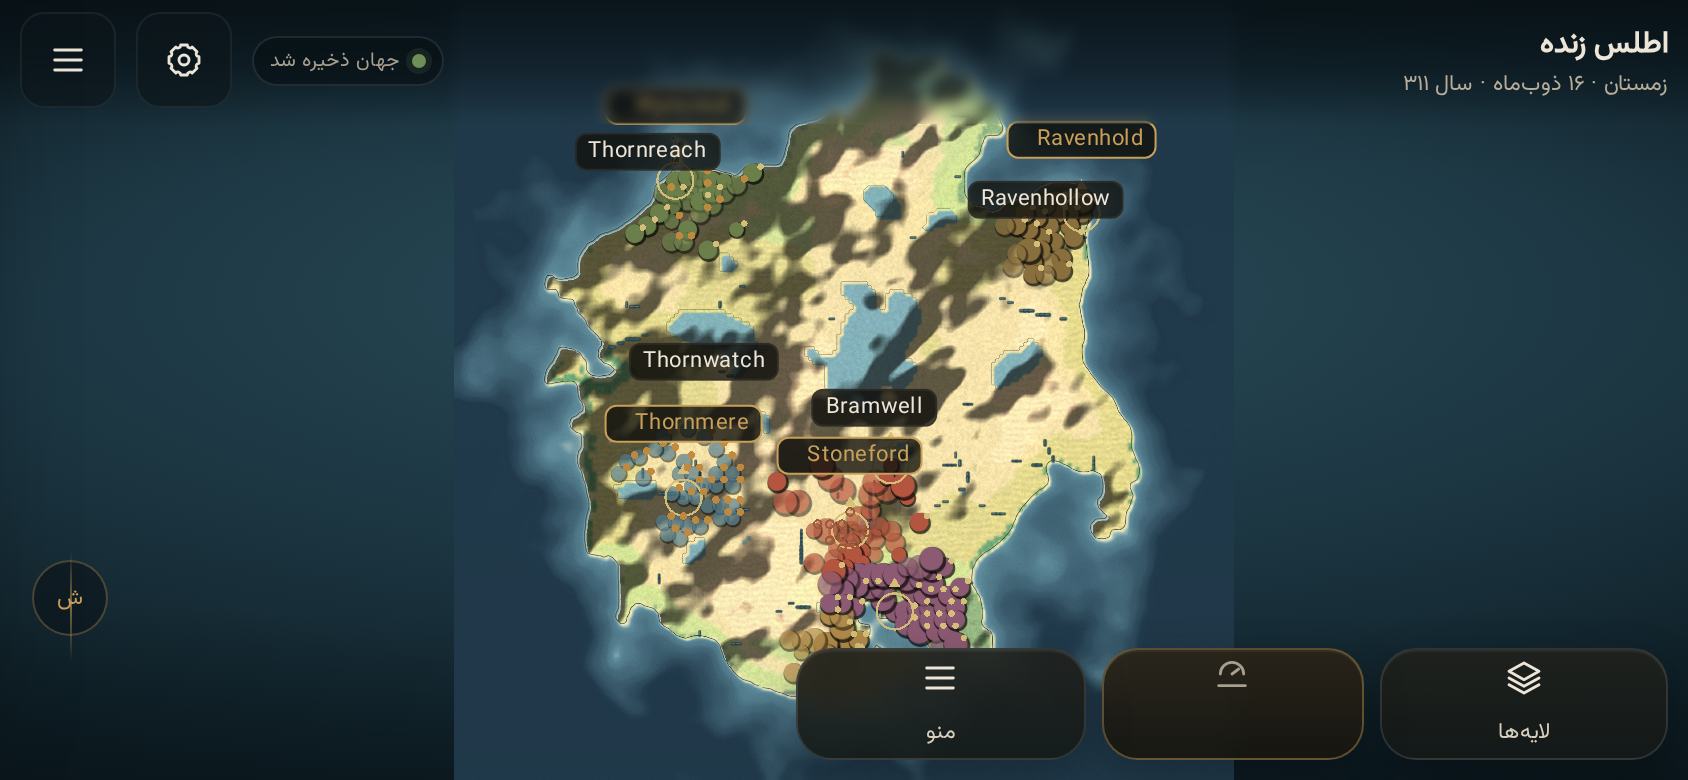 اطلس زنده
زمستان · ۱۶ ذوب‌ماه · سال ۳۱۱
جهان ذخیره شد
Thornreach
Ravenhold
Ravenhollow
Thornwatch
Bramwell
Thornmere
Stoneford
ش
منو
لایه‌ها